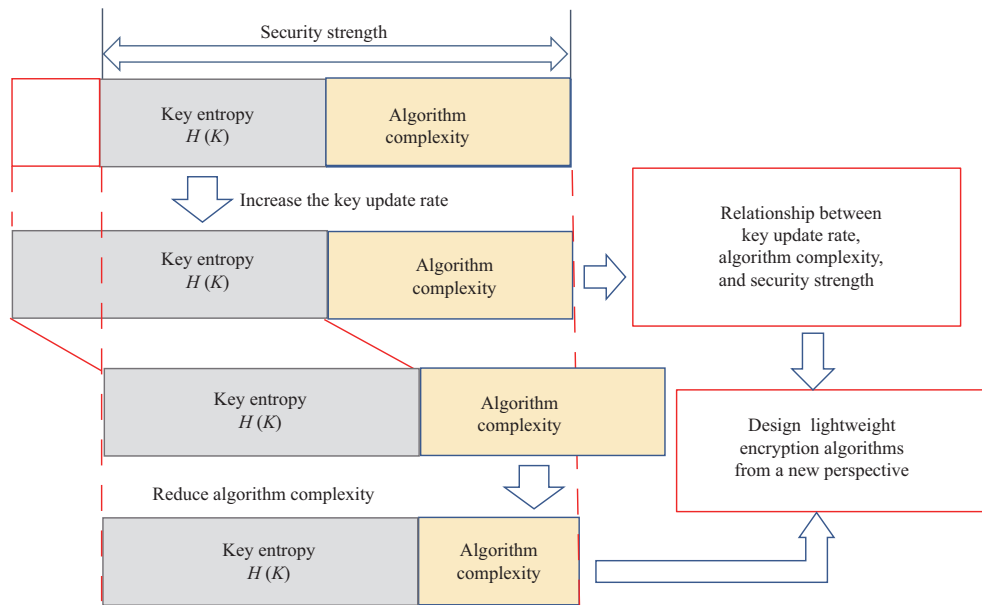 Security strength
Key entropy
H (K)
Algorithm
complexity
Increase the key update rate
Key entropy
H (K)
Algorithm
complexity
Relationship between
key update rate,
algorithm complexity,
and security strength
Key entropy
H (K)
Algorithm
complexity
Design lightweight
encryption algorithms
from a new perspective
Reduce algorithm complexity
Key entropy
H (K)
Algorithm
complexity